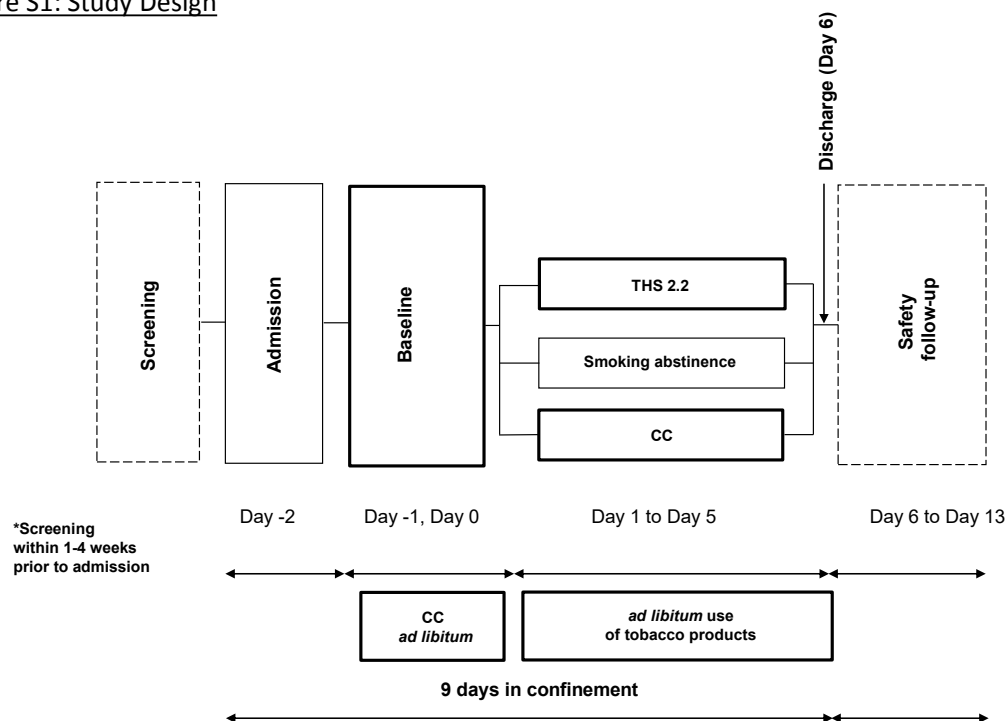 re S1: Study Design
Discharge (Day 6)
Screening
Admission
Baseline
THS 2.2
Smoking abstinence
CC
Safety
follow-up
*Screening
within 1-4 weeks
prior to admission
Day -2
Day -1, Day 0
Day 1 to Day 5
Day 6 to Day 13
CC
ad libitum
ad libitum use
of tobacco products
9 days in confinement